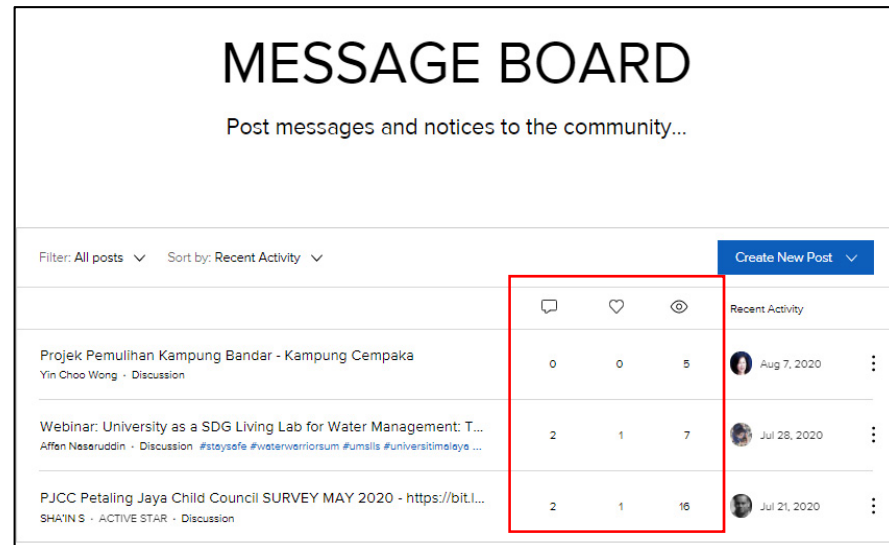 MESSAGE BOARD
Post messages and notices to the community...
Filter: All posts Sort by: Recent Activity Create New Post
Recent Activity
Projek Pemulihan Kampung Bandar - Kampung Cempaka
Yin Choo Wong · Discussion
0 0 5 Aug 7, 2020
Webinar: University as a SDG Living Lab for Water Management: T...
Affan Nasaruddin · Discussion #staysafe #waterwarriorsum #umslls #universitimalaya ...
2 1 7 Jul 28, 2020
PJCC Petaling Jaya Child Council SURVEY MAY 2020 - https://bit.l...
SHA'IN S · ACTIVE STAR · Discussion
2 1 16 Jul 21, 2020